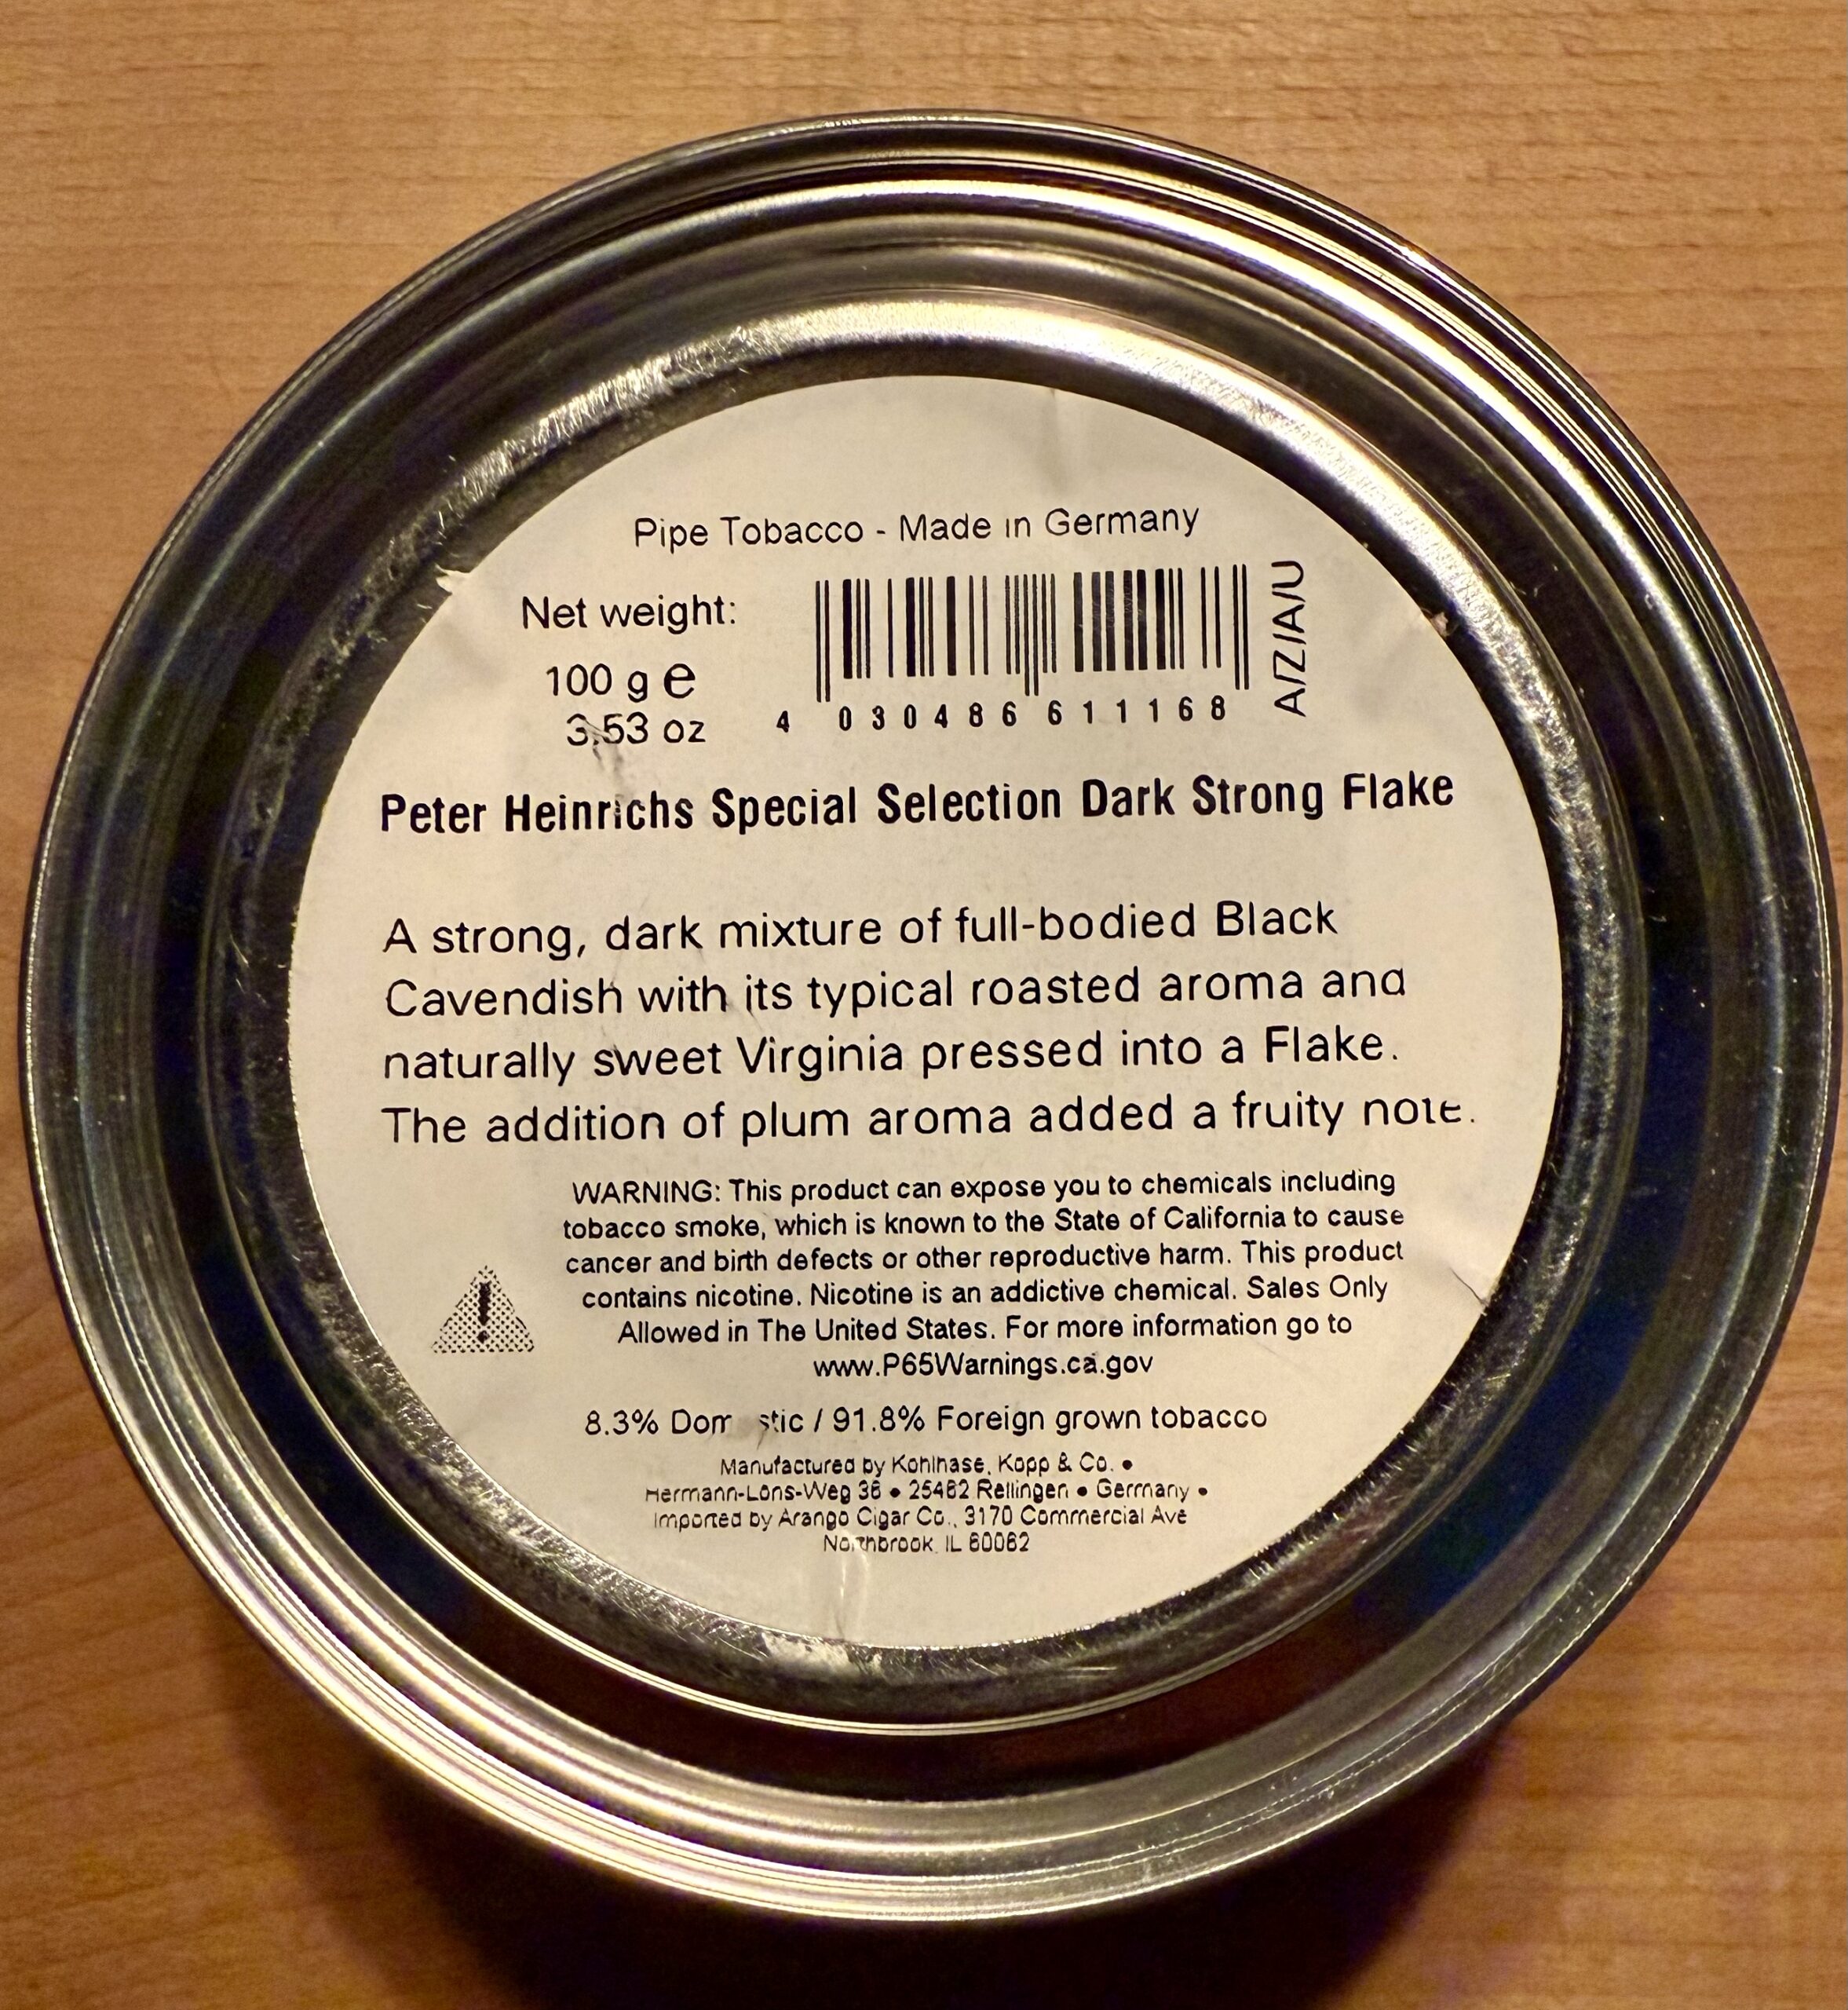 Pipe Tobacco - Made in Germany
Net weight:
100 g e
3.53 oz
4 030486 611168
A/Z/A/U
Peter Heinrichs Special Selection Dark Strong Flake
A strong, dark mixture of full-bodied Black
Cavendish with its typical roasted aroma and
naturally sweet Virginia pressed into a Flake.
The addition of plum aroma added a fruity note.
WARNING: This product can expose you to chemicals including
tobacco smoke, which is known to the State of California to cause
cancer and birth defects or other reproductive harm. This product
contains nicotine. Nicotine is an addictive chemical. Sales Only
Allowed in The United States. For more information go to
www.P65Warnings.ca.gov
8.3% Domestic / 91.8% Foreign grown tobacco
Manufactured by Kohlhase, Kopp & Co. •
Hermann-Löns-Weg 36 • 25462 Rellingen • Germany •
Imported by Arango Cigar Co., 3170 Commercial Ave
Northbrook, IL 60062